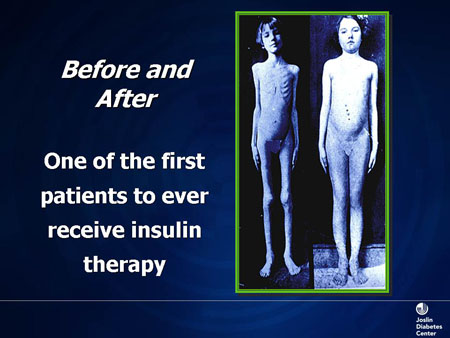 Before and
After
One of the first
patients to ever
receive insulin
therapy
Joslin
Diabetes
Center